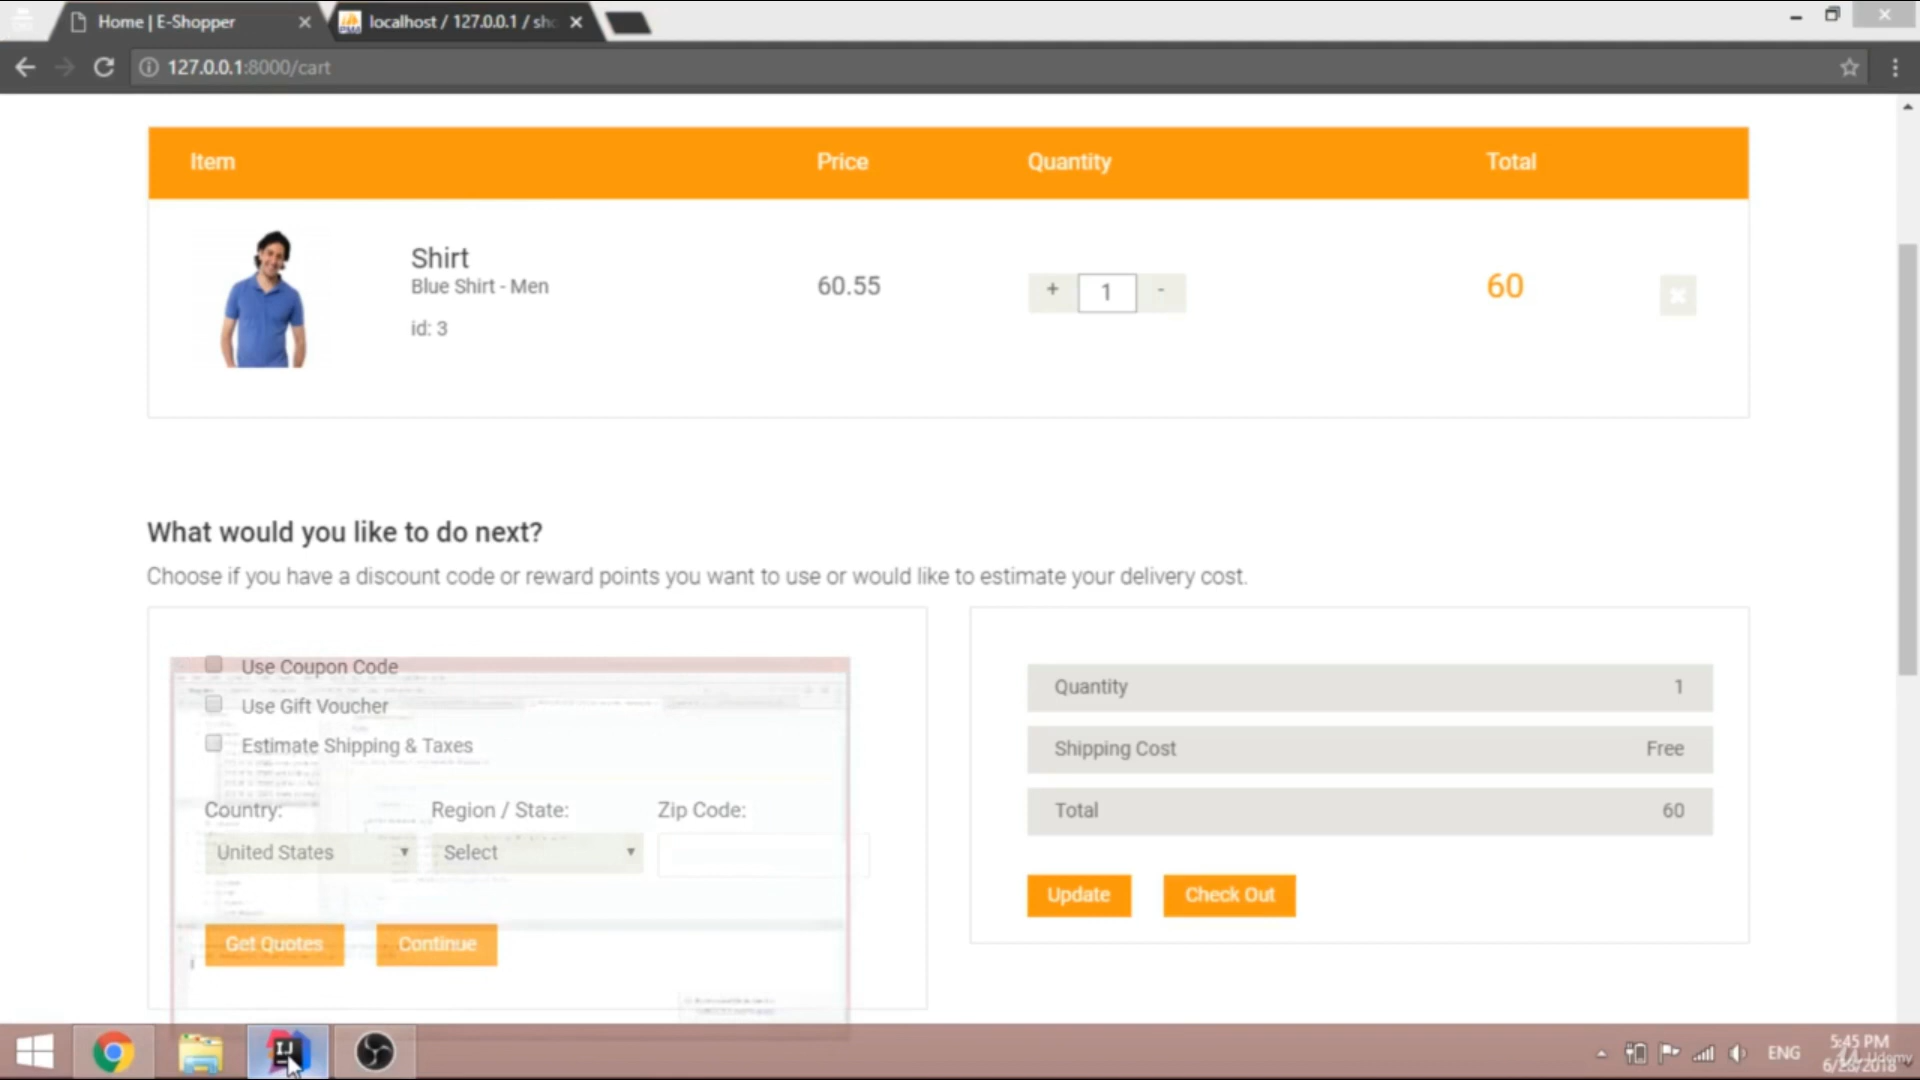 Home | E-Shopper
localhost / 127.0.0.1 / sho
127.0.0.1:8000/cart
Item Price Quantity Total
Shirt
Blue Shirt - Men
id: 3
60.55
+ 1 -
60
What would you like to do next?
Choose if you have a discount code or reward points you want to use or would like to estimate your delivery cost.
Use Coupon Code
Use Gift Voucher
Estimate Shipping & Taxes
Country:
Region / State:
Zip Code:
United States
Select
Get Quotes
Continue
Quantity 1
Shipping Cost Free
Total 60
Update
Check Out
IJ
ENG
5:45 PM
Udemy